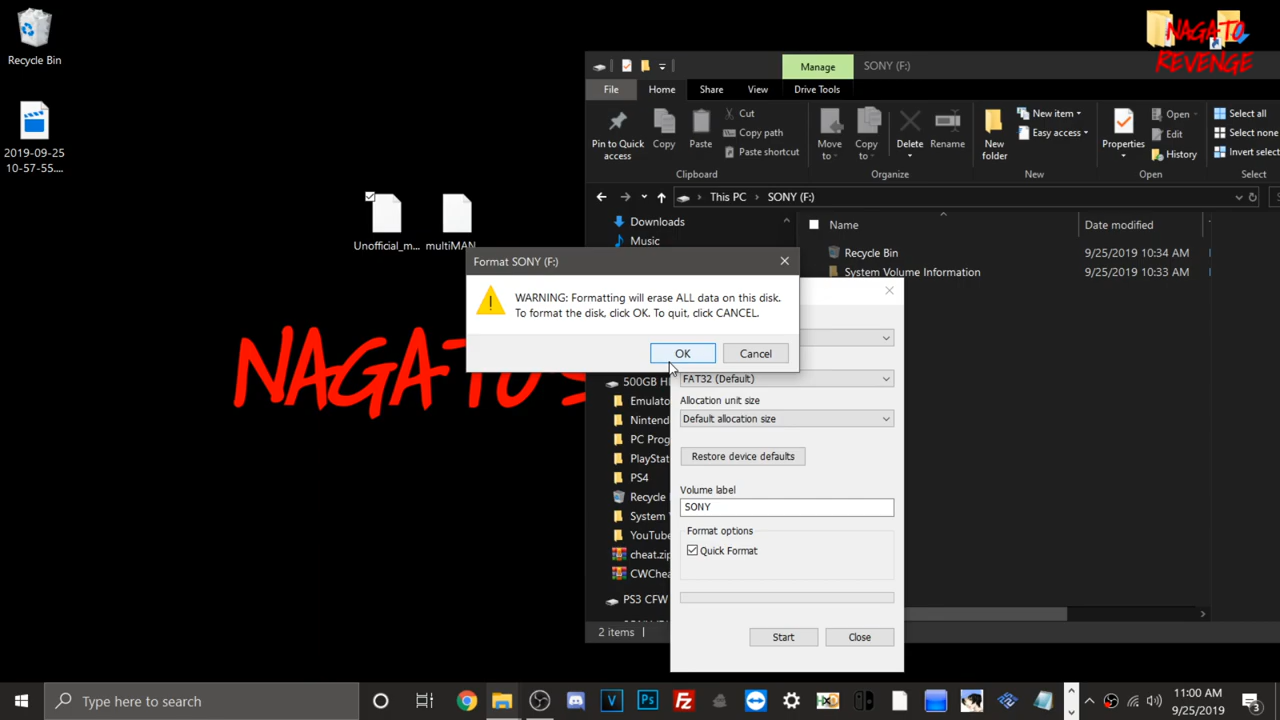 Recycle Bin
2019-09-25
10-57-55....
Unofficial_m...
multiMAN_
NAGATO
REVENGE
NAGATO S
Manage
SONY (F:)
File
Home
Share
View
Drive Tools
Pin to Quick
access
Copy
Paste
Cut
Copy path
Paste shortcut
Clipboard
Move
to
Copy
to
Delete
Rename
Organize
New
folder
New item
Easy access
New
Properties
Open
Edit
History
Open
Select all
Select none
Invert select
Select
This PC
SONY (F:)
Downloads
Music
Name
Date modified
Recycle Bin
9/25/2019 10:34 AM
System Volume Information
9/25/2019 10:33 AM
Format SONY (F:)
WARNING: Formatting will erase ALL data on this disk.
To format the disk, click OK. To quit, click CANCEL.
OK
Cancel
500GB H
Emulato
Nintend
PC Prog
PlayStat
PS4
Recycle
System V
YouTube
cheat.zip
CWChea
PS3 CFW
2 items
FAT32 (Default)
Allocation unit size
Default allocation size
Restore device defaults
Volume label
SONY
Format options
Quick Format
Start
Close
Type here to search
11:00 AM
9/25/2019
3